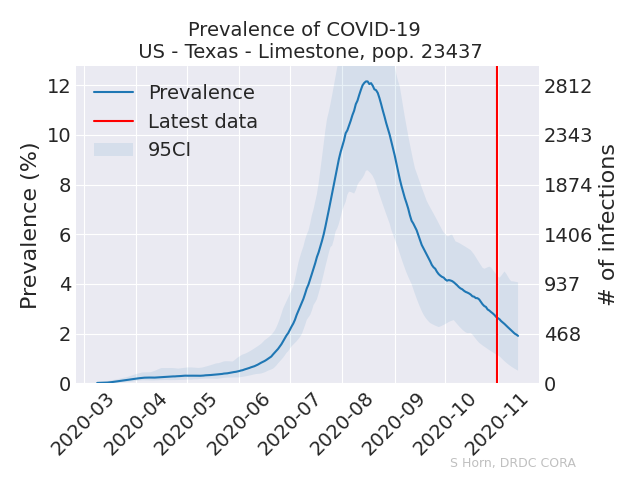 Prevalence of COVID-19
US - Texas - Limestone, pop. 23437
Prevalence (%)
12
10
8
6
4
2
0
Prevalence
Latest data
95CI
2812
2343
1874
1406
937
468
0
# of infections
2020-03
2020-04
2020-05
2020-06
2020-07
2020-08
2020-09
2020-10
2020-11
S Horn, DRDC CORA